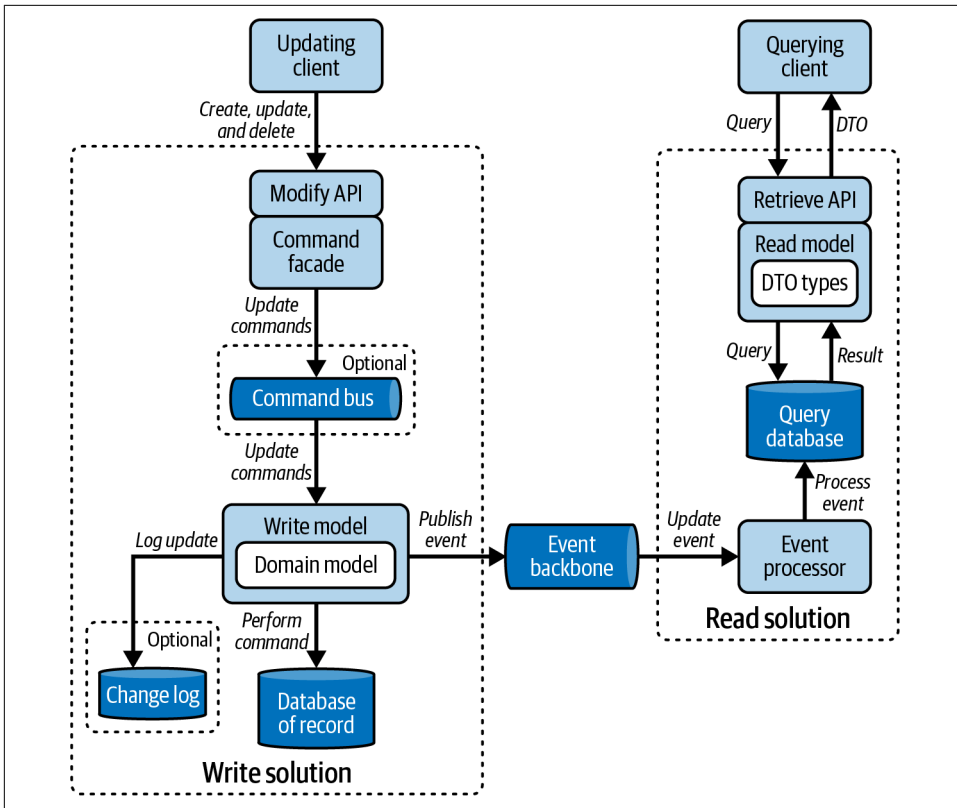 Updating
client
Create, update,
and delete
Modify API
Command
facade
Update
commands
Optional
Command bus
Update
commands
Write model
Domain model
Log update
Publish
event
Perform
command
Optional
Change log
Database
of record
Write solution
Event
backbone
Update
event
Querying
client
Query
DTO
Retrieve API
Read model
DTO types
Query
Result
Query
database
Process
event
Event
processor
Read solution